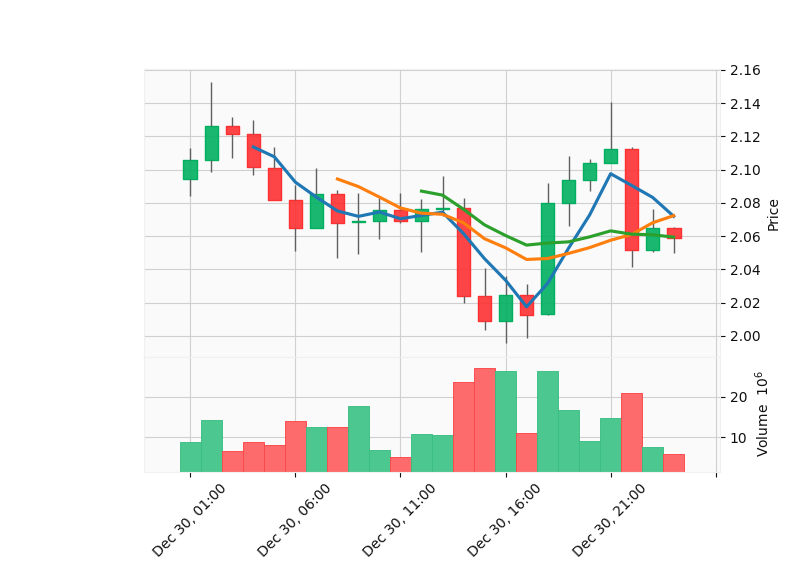 2.16
2.14
2.12
2.10
2.08
2.06
2.04
2.02
2.00
Price
20
10
Volume 10^6
Dec 30, 01:00
Dec 30, 06:00
Dec 30, 11:00
Dec 30, 16:00
Dec 30, 21:00